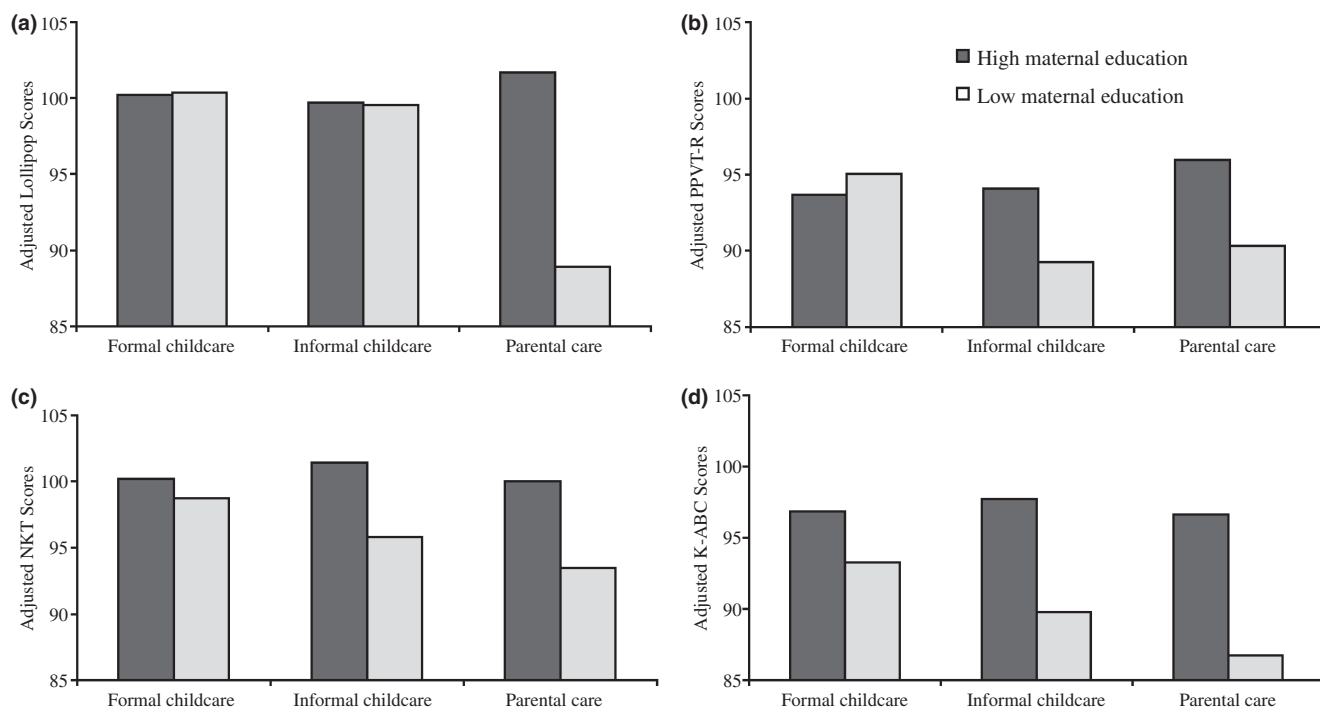 (a)
105
100
95
90
85
Adjusted Lollipop Scores
Formal childcare
Informal childcare
Parental care
(b)
105
100
95
90
85
Adjusted PPVT-R Scores
High maternal education
Low maternal education
Formal childcare
Informal childcare
Parental care
(c)
105
100
95
90
85
Adjusted NKT Scores
Formal childcare
Informal childcare
Parental care
(d)
105
100
95
90
85
Adjusted K-ABC Scores
Formal childcare
Informal childcare
Parental care